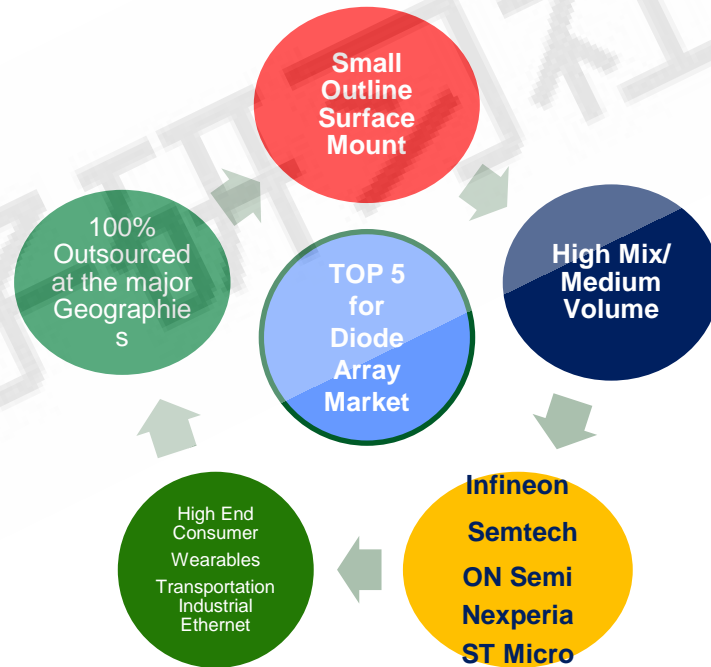 Small
Outline
Surface
Mount
High Mix/
Medium
Volume
Infineon
Semtech
ON Semi
Nexperia
ST Micro
High End
Consumer
Wearables
Transportation
Industrial
Ethernet
100%
Outsourced
at the major
Geographie
s
TOP 5
for
Diode
Array
Market